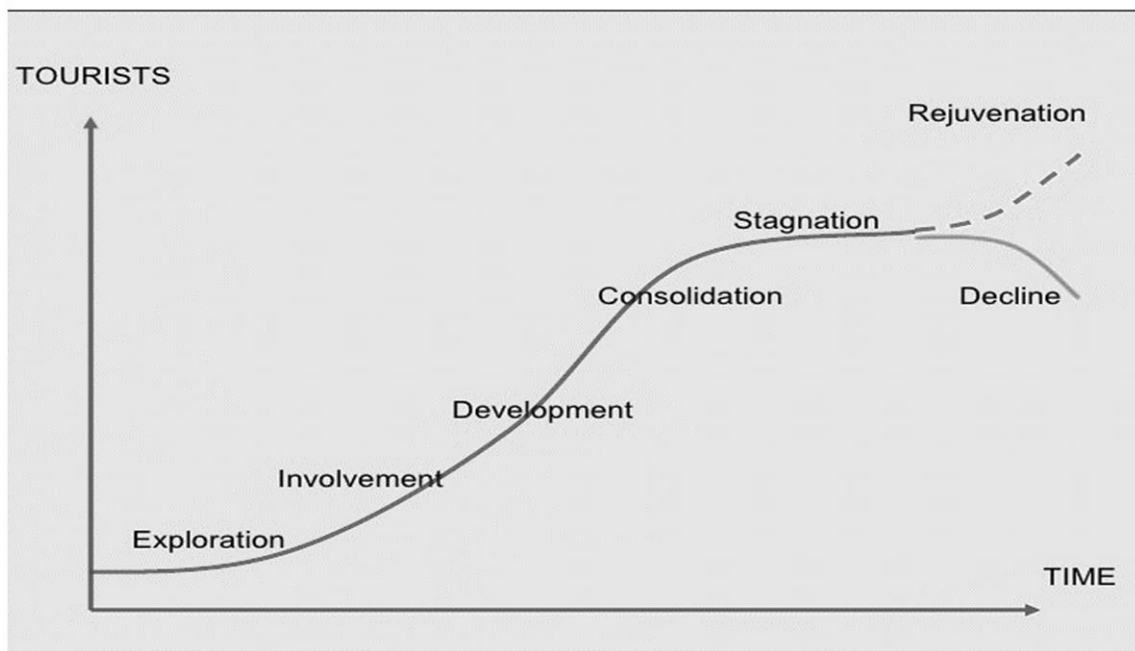 TOURISTS
Rejuvenation
Stagnation
Consolidation
Decline
Development
Involvement
Exploration
TIME